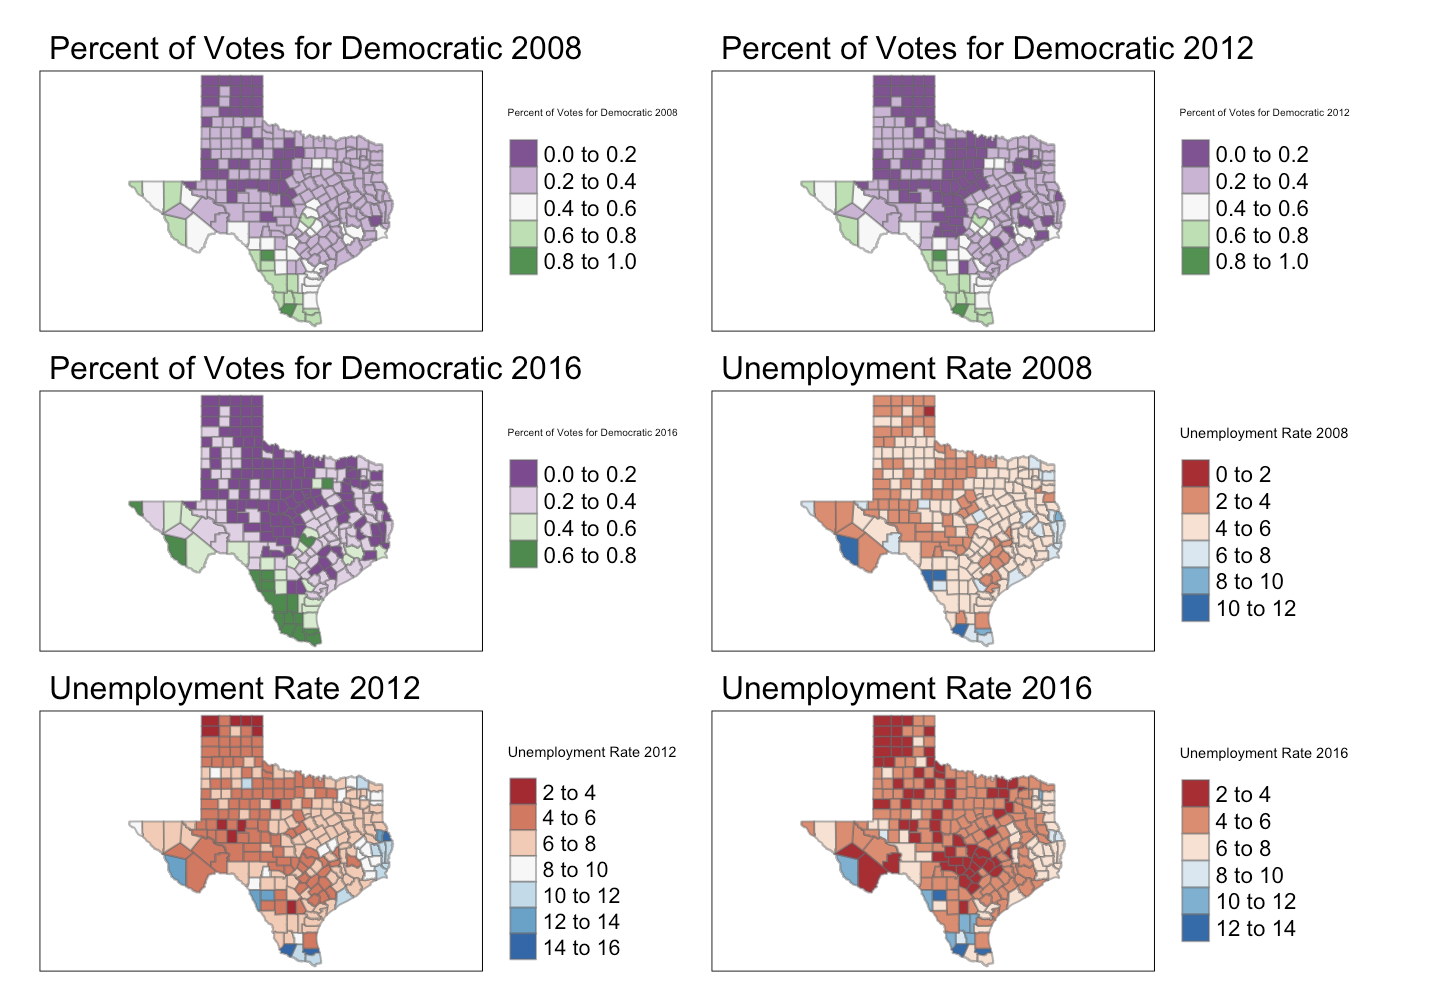 Percent of Votes for Democratic 2008
Percent of Votes for Democratic 2008
0.0 to 0.2
0.2 to 0.4
0.4 to 0.6
0.6 to 0.8
0.8 to 1.0
Percent of Votes for Democratic 2012
Percent of Votes for Democratic 2012
0.0 to 0.2
0.2 to 0.4
0.4 to 0.6
0.6 to 0.8
0.8 to 1.0
Percent of Votes for Democratic 2016
Percent of Votes for Democratic 2016
0.0 to 0.2
0.2 to 0.4
0.4 to 0.6
0.6 to 0.8
Unemployment Rate 2008
Unemployment Rate 2008
0 to 2
2 to 4
4 to 6
6 to 8
8 to 10
10 to 12
Unemployment Rate 2012
Unemployment Rate 2012
2 to 4
4 to 6
6 to 8
8 to 10
10 to 12
12 to 14
14 to 16
Unemployment Rate 2016
Unemployment Rate 2016
2 to 4
4 to 6
6 to 8
8 to 10
10 to 12
12 to 14